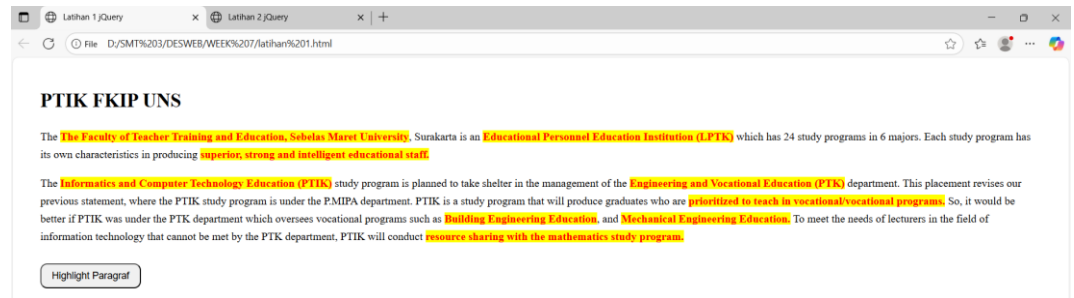 Latihan 1 jQuery
Latihan 2 jQuery
File D:/SMT%203/DESWEB/WEEK%207/latihan%201.html
PTIK FKIP UNS
The The Faculty of Teacher Training and Education, Sebelas Maret University, Surakarta is an Educational Personnel Education Institution (LPTK) which has 24 study programs in 6 majors. Each study program has
its own characteristics in producing superior, strong and intelligent educational staff.
The Informatics and Computer Technology Education (PTIK) study program is planned to take shelter in the management of the Engineering and Vocational Education (PTK) department. This placement revises our
previous statement, where the PTIK study program is under the P.MIPA department. PTIK is a study program that will produce graduates who are prioritized to teach in vocational/vocational programs. So, it would be
better if PTIK was under the PTK department which oversees vocational programs such as Building Engineering Education, and Mechanical Engineering Education. To meet the needs of lecturers in the field of
information technology that cannot be met by the PTK department, PTIK will conduct resource sharing with the mathematics study program.
Highlight Paragraf